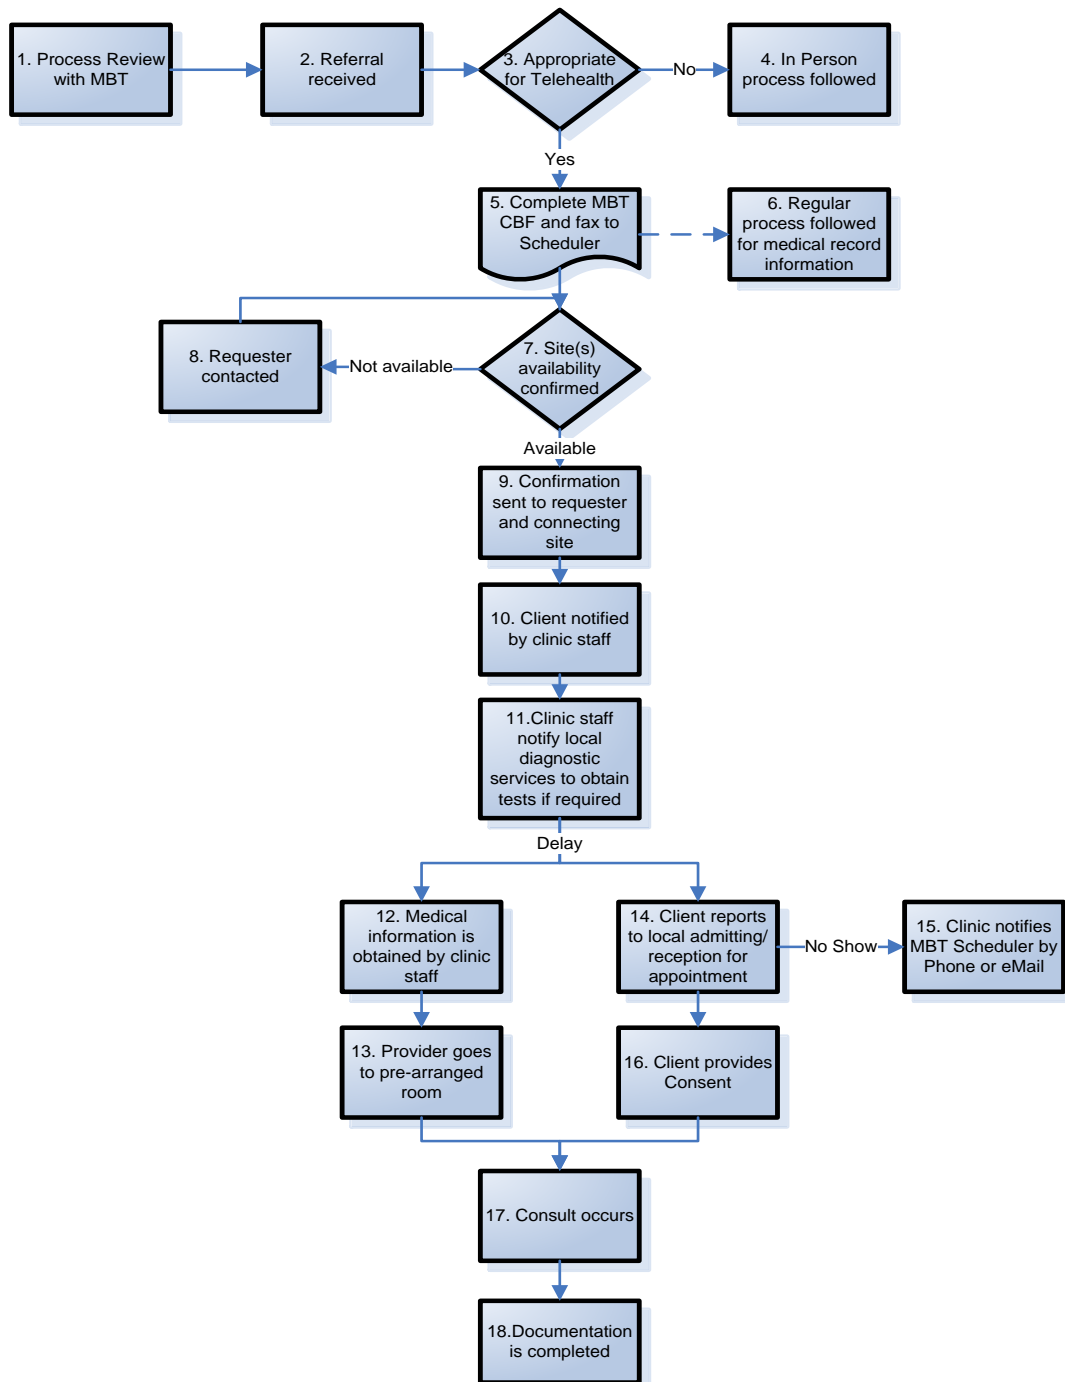 1. Process Review
with MBT
2. Referral
received
3. Appropriate
for Telehealth
No
4. In Person
process followed
Yes
5. Complete MBT
CBF and fax to
Scheduler
6. Regular
process followed
for medical record
information
7. Site(s)
availability
confirmed
Not available
8. Requester
contacted
Available
9. Confirmation
sent to requester
and connecting
site
10. Client notified
by clinic staff
11.Clinic staff
notify local
diagnostic
services to obtain
tests if required
Delay
12. Medical
information is
obtained by clinic
staff
14. Client reports
to local admitting/
reception for
appointment
No Show
15. Clinic notifies
MBT Scheduler by
Phone or eMail
13. Provider goes
to pre-arranged
room
16. Client provides
Consent
17. Consult occurs
18.Documentation
is completed